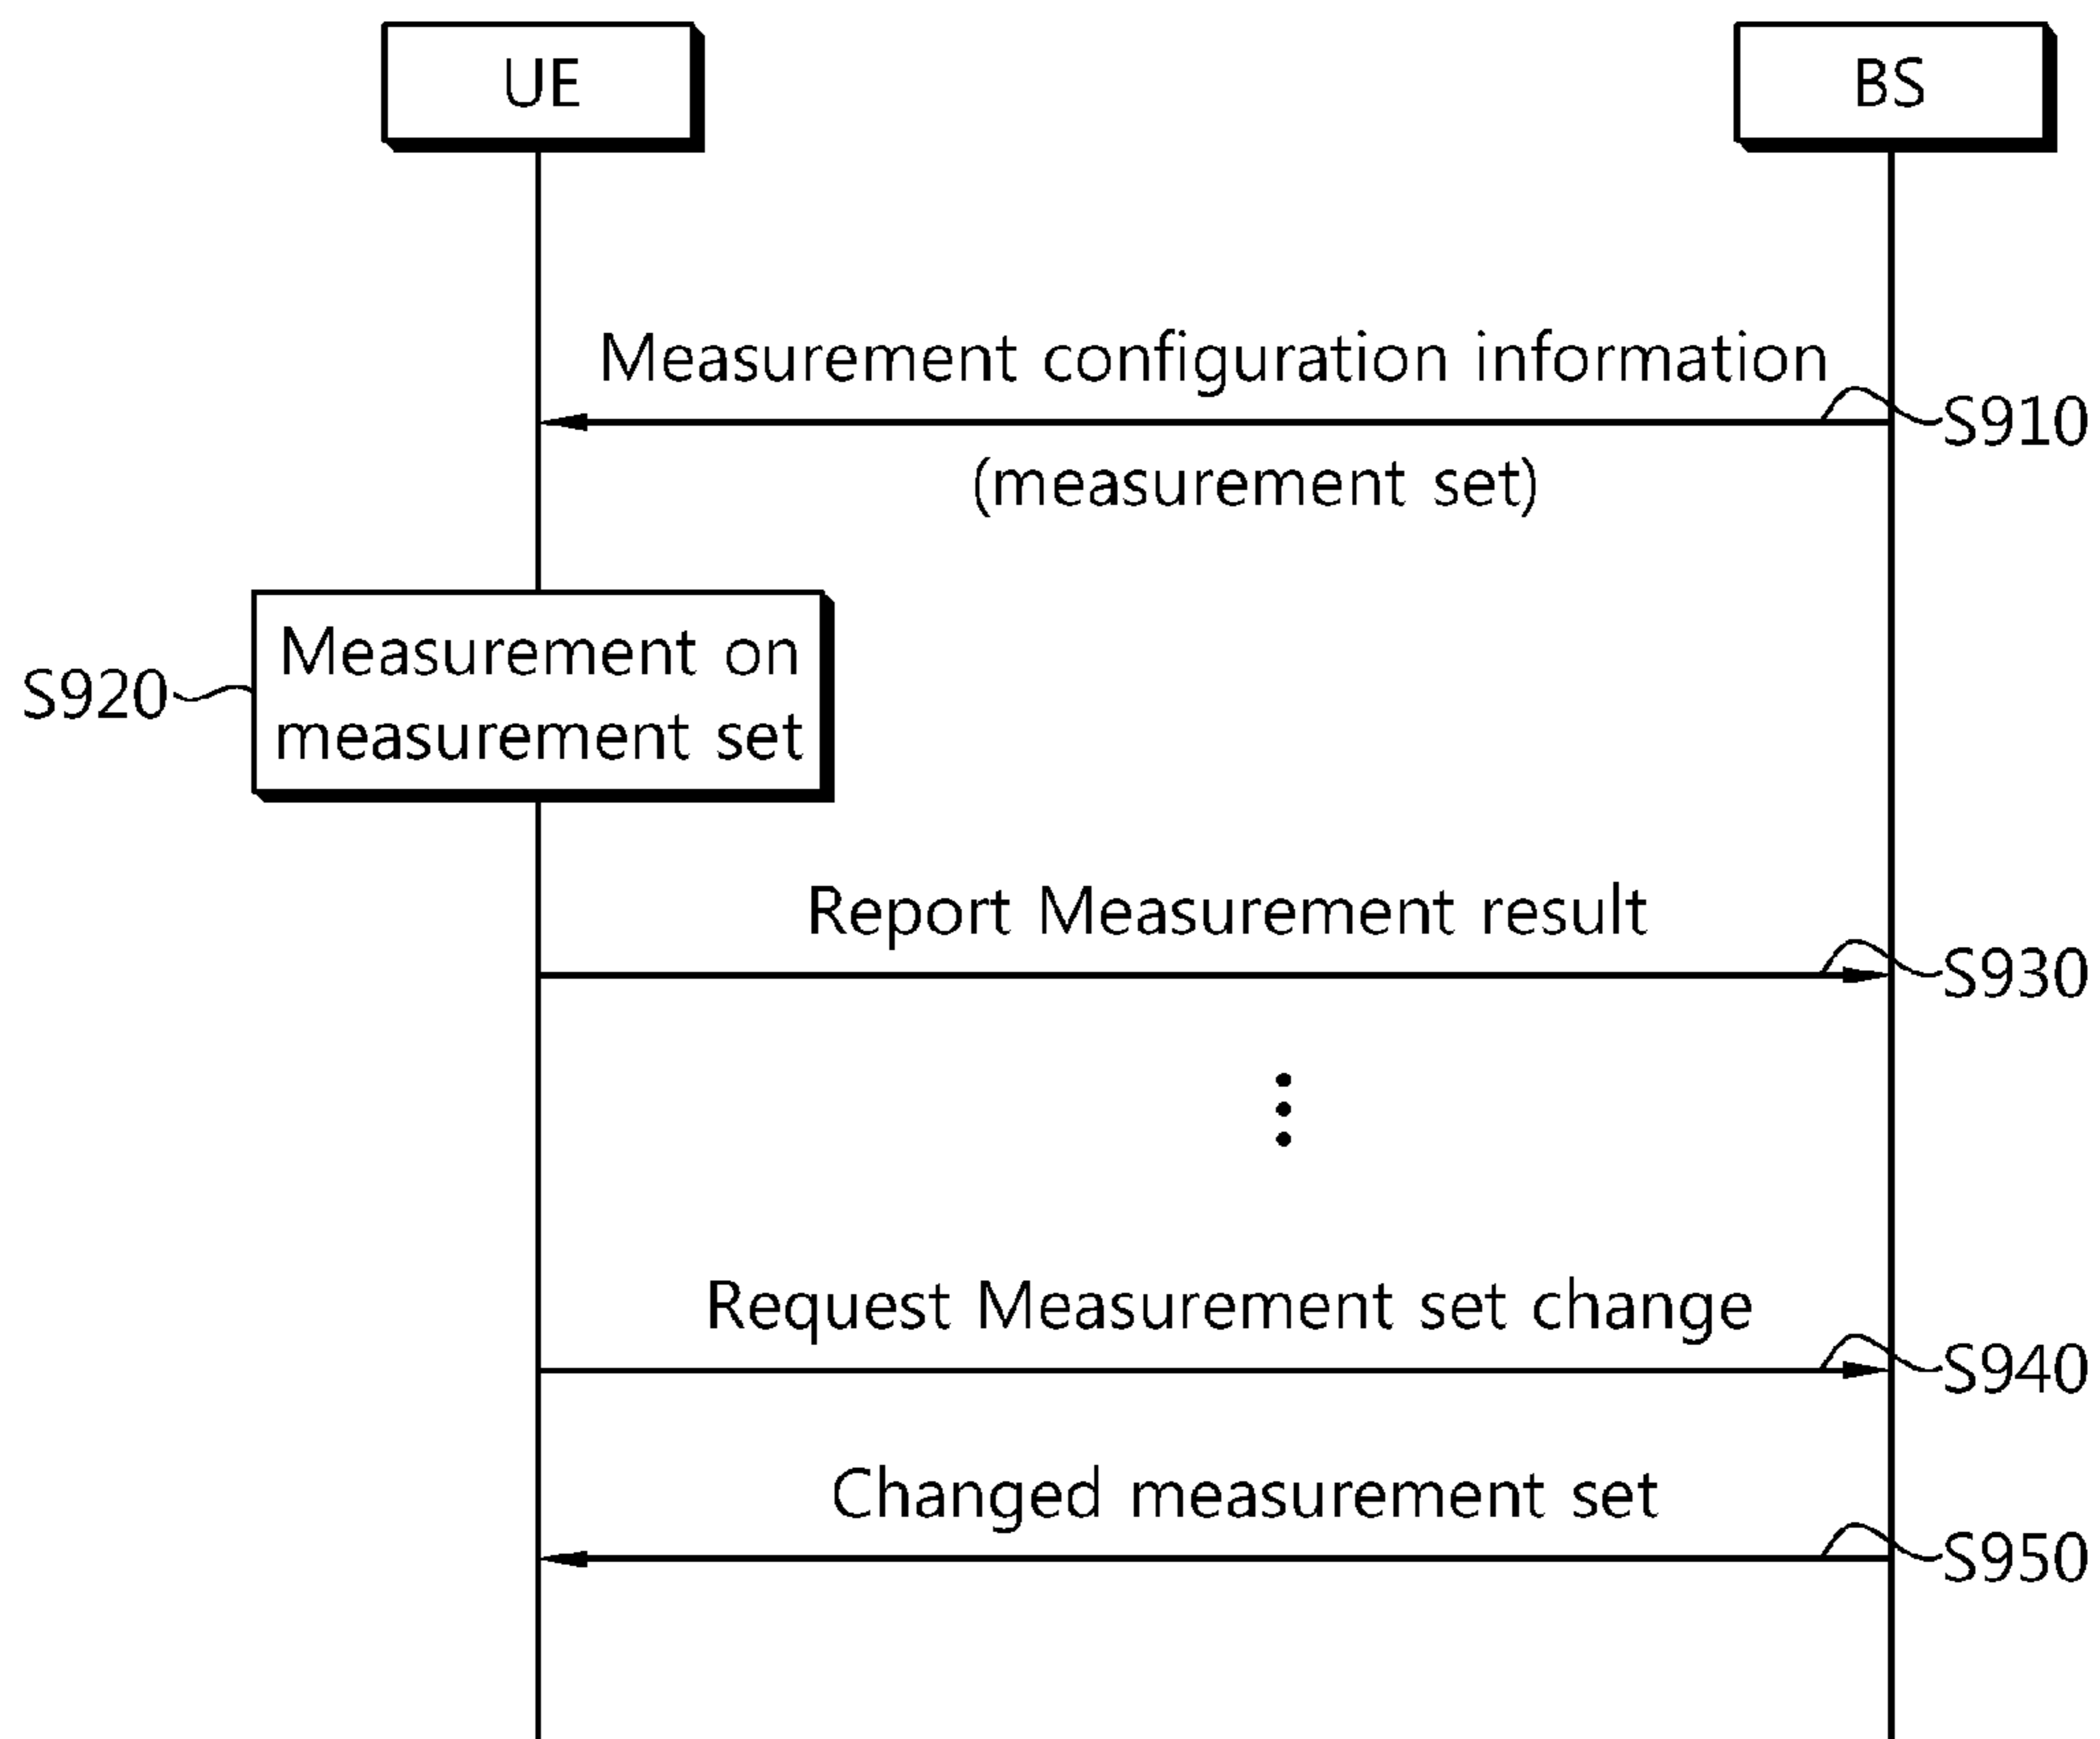 UE
BS
Measurement configuration information
S910
(measurement set)
Measurement on
S920
measurement set
Report Measurement result
S930
Request Measurement set change
S940
Changed measurement set
S950